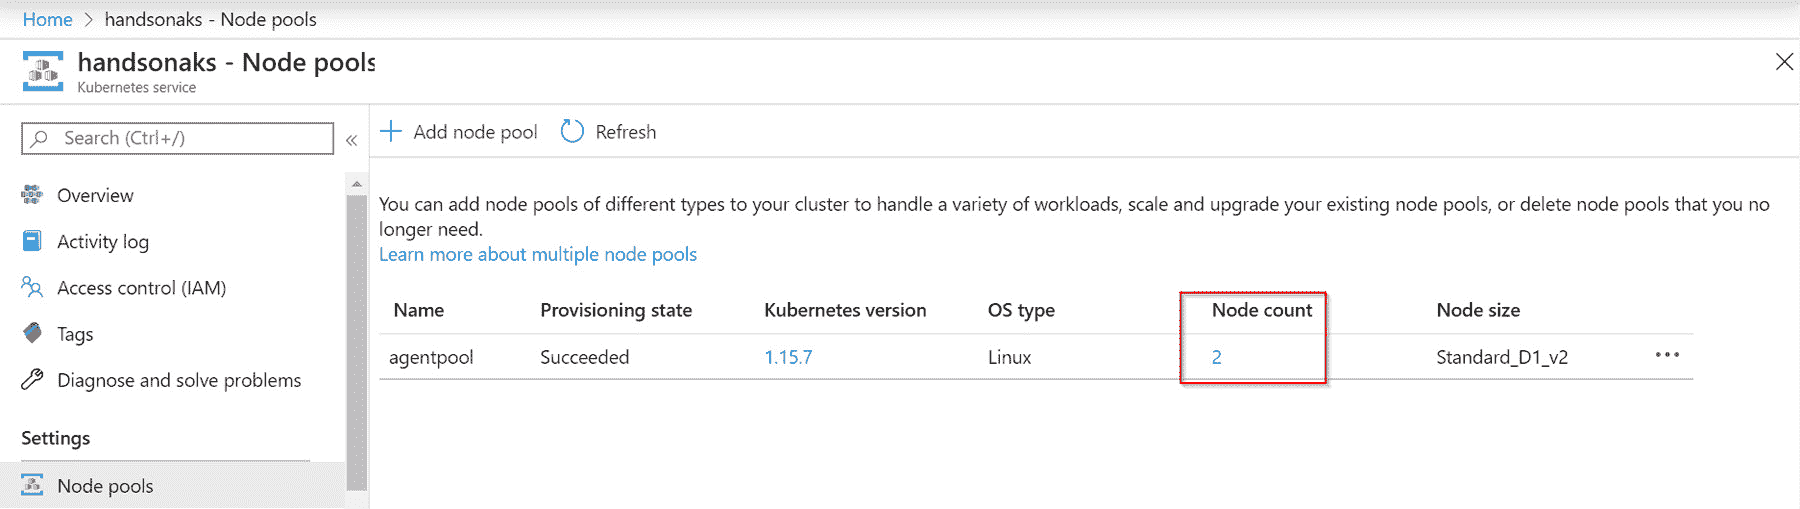 Home > handsonaks - Node pools
handsonaks - Node pools
Kubernetes service
Search (Ctrl+/)
«
Add node pool Refresh
Overview
Activity log
Access control (IAM)
Tags
Diagnose and solve problems
Settings
Node pools
You can add node pools of different types to your cluster to handle a variety of workloads, scale and upgrade your existing node pools, or delete node pools that you no
longer need.
Learn more about multiple node pools
Name Provisioning state Kubernetes version OS type Node count Node size
agentpool Succeeded 1.15.7 Linux 2 Standard_D1_v2 •••